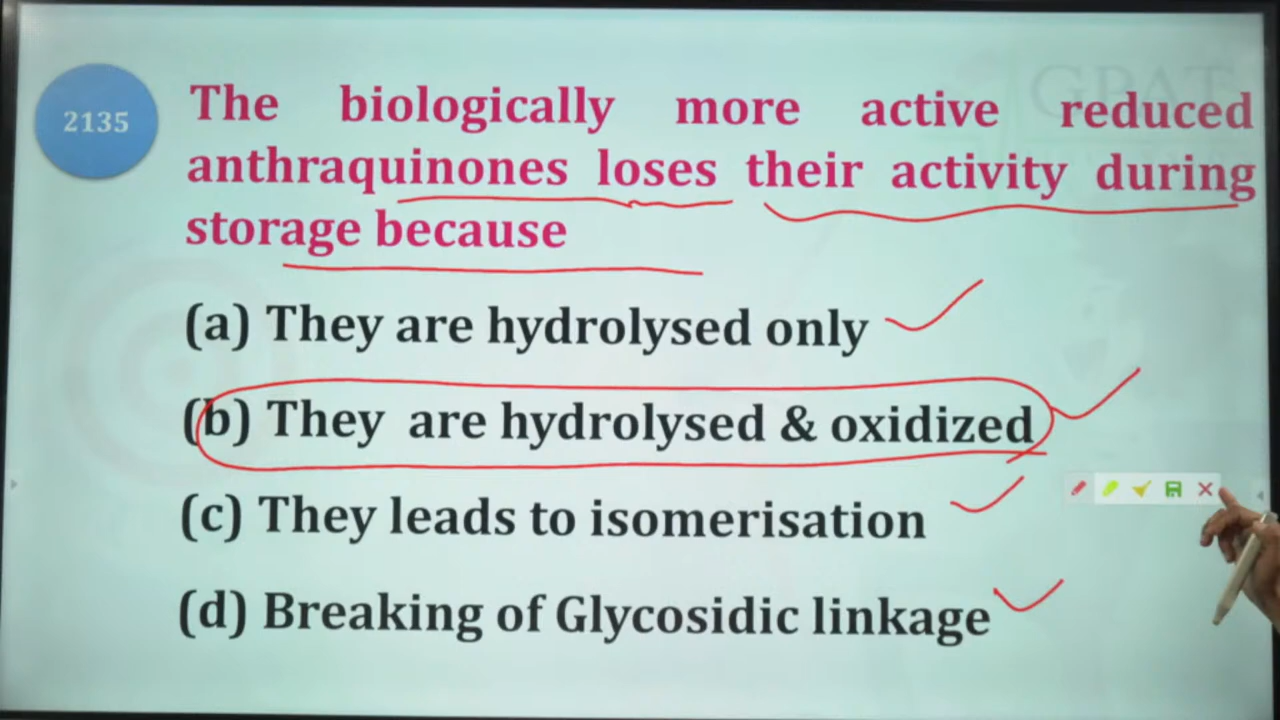 GPAT
2135
The biologically more active reduced
anthraquinones loses their activity during
storage because
(a) They are hydrolysed only
(b) They are hydrolysed & oxidized
(c) They leads to isomerisation
(d) Breaking of Glycosidic linkage